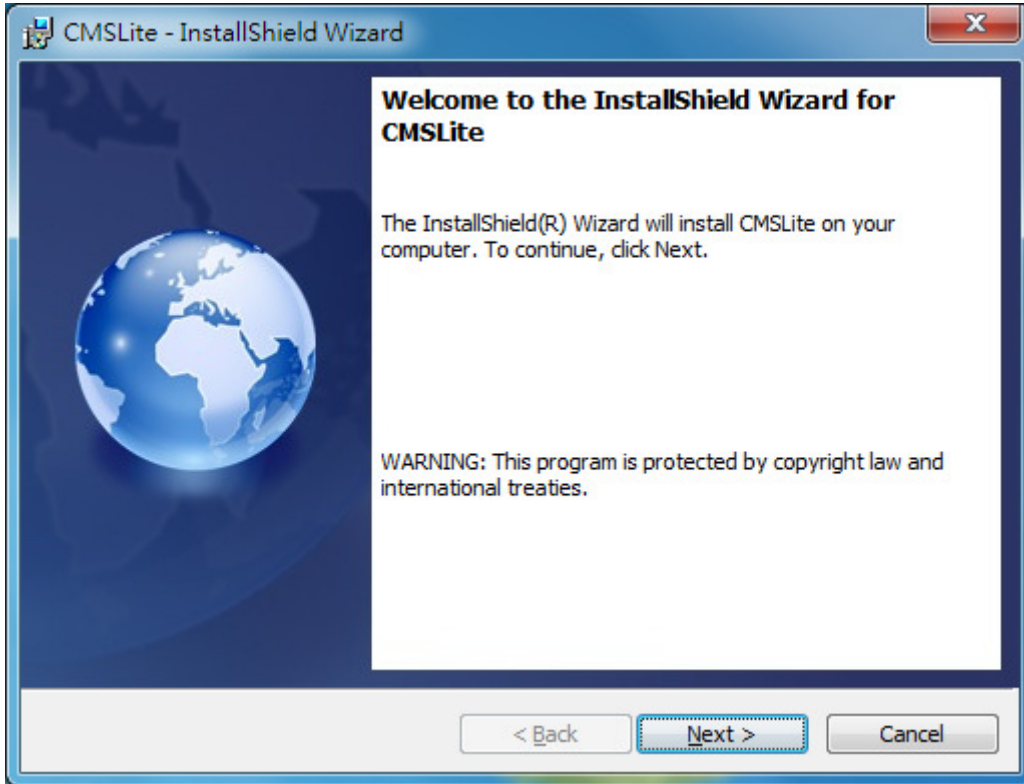 CMSLite - InstallShield Wizard
Welcome to the InstallShield Wizard for
CMSLite
The InstallShield(R) Wizard will install CMSLite on your
computer. To continue, click Next.
WARNING: This program is protected by copyright law and
international treaties.
< Back Next > Cancel